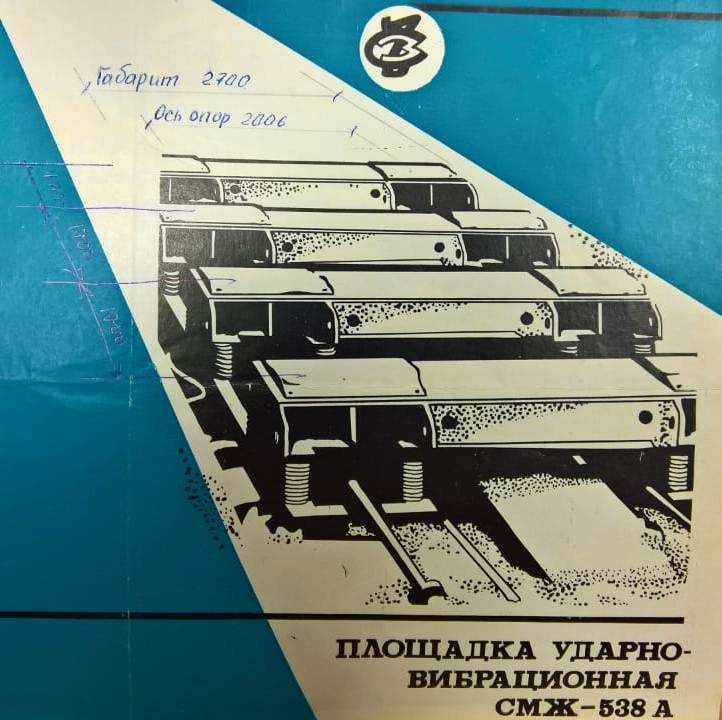 Габарит 2700
Ось опор 2006
ПЛОЩАДКА УДАРНО-
ВИБРАЦИОННАЯ
СМЖ-538 А